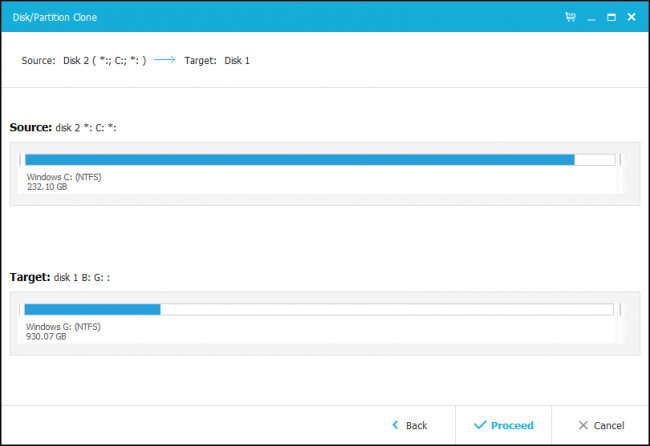 Disk/Partition Clone
Source: Disk 2 ( *:; C:; *: ) Target: Disk 1
Source: disk 2 *: C: *:
Windows C: (NTFS)
232.10 GB
Target: disk 1 B: G: :
Windows G: (NTFS)
930.07 GB
Back Proceed Cancel